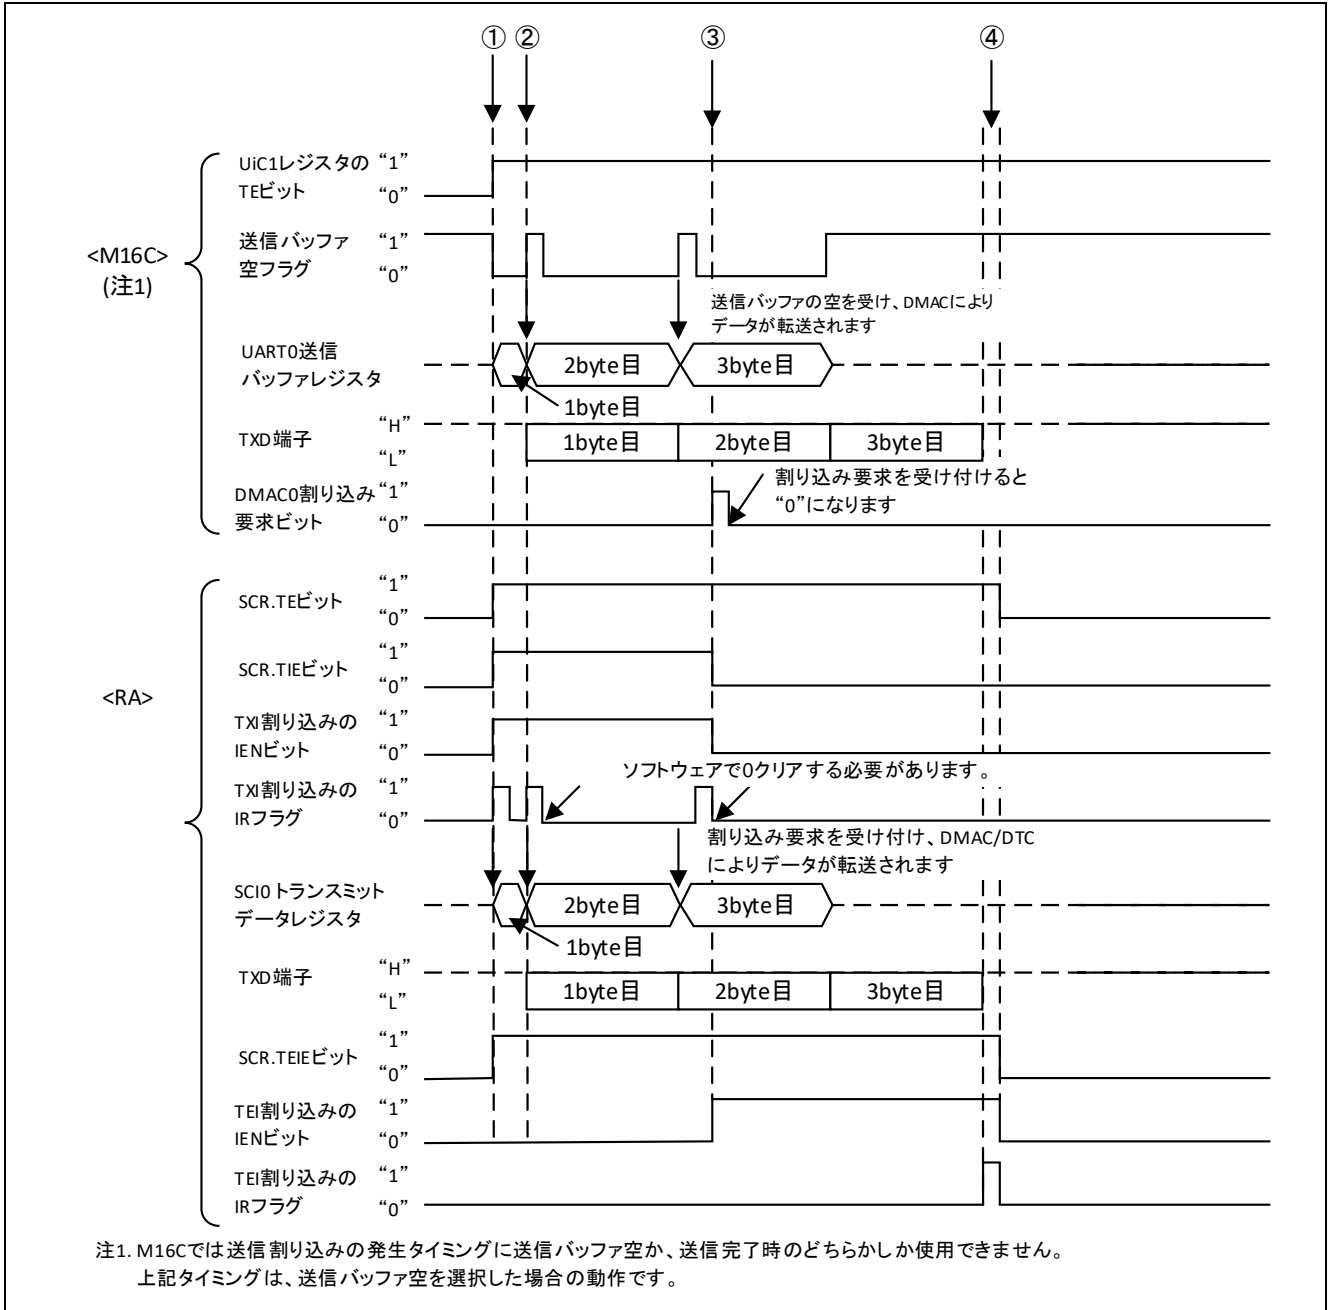 ① ② ③ ④
<M16C>
(注1)
UiC1レジスタの "1"
TEビット "0"
送信バッファ "1"
空フラグ "0"
送信バッファの空を受け、DMACにより
データが転送されます
UART0送信
バッファレジスタ
2byte目 3byte目
1byte目
TXD端子 "H"
"L"
1byte目 2byte目 3byte目
DMAC0割り込み "1"
要求ビット "0"
割り込み要求を受け付けると
"0"になります
<RA>
SCR.TEビット "1"
"0"
SCR.TIEビット "1"
"0"
TXI割り込みの "1"
IENビット "0"
ソフトウェアで0クリアする必要があります。
TXI割り込みの "1"
IRフラグ "0"
割り込み要求を受け付け、DMAC/DTC
によりデータが転送されます
SCI0 トランスミット
データレジスタ
2byte目 3byte目
1byte目
TXD端子 "H"
"L"
1byte目 2byte目 3byte目
SCR.TEIEビット "1"
"0"
TEI割り込みの "1"
IENビット "0"
TEI割り込みの "1"
IRフラグ "0"
注1. M16Cでは送信割り込みの発生タイミングに送信バッファ空か、送信完了時のどちらかしか使用できません。
上記タイミングは、送信バッファ空を選択した場合の動作です。